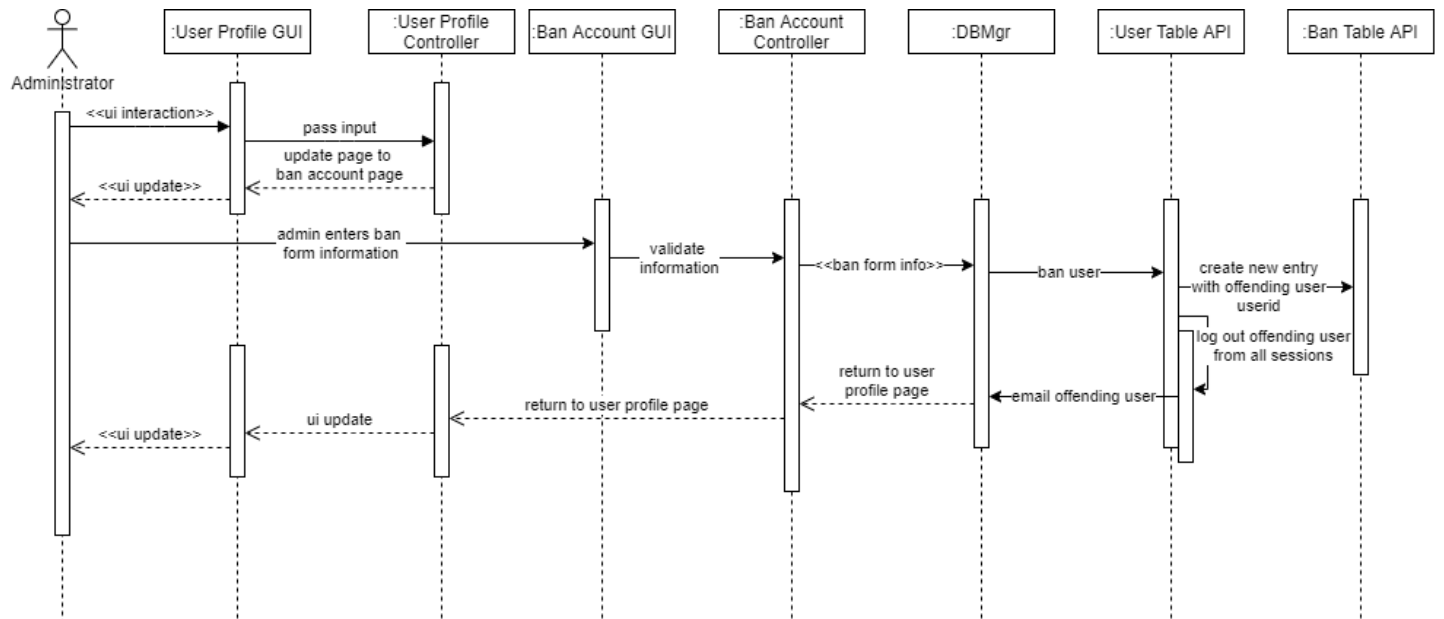 :User Profile GUI
:User Profile
Controller
:Ban Account GUI
:Ban Account
Controller
:DBMgr
:User Table API
:Ban Table API
Administrator
<<ui interaction>>
pass input
update page to
ban account page
<<ui update>>
admin enters ban
form information
validate
information
<<ban form info>>
ban user
create new entry
with offending user
userid
log out offending user
from all sessions
email offending user
return to user
profile page
return to user profile page
ui update
<<ui update>>